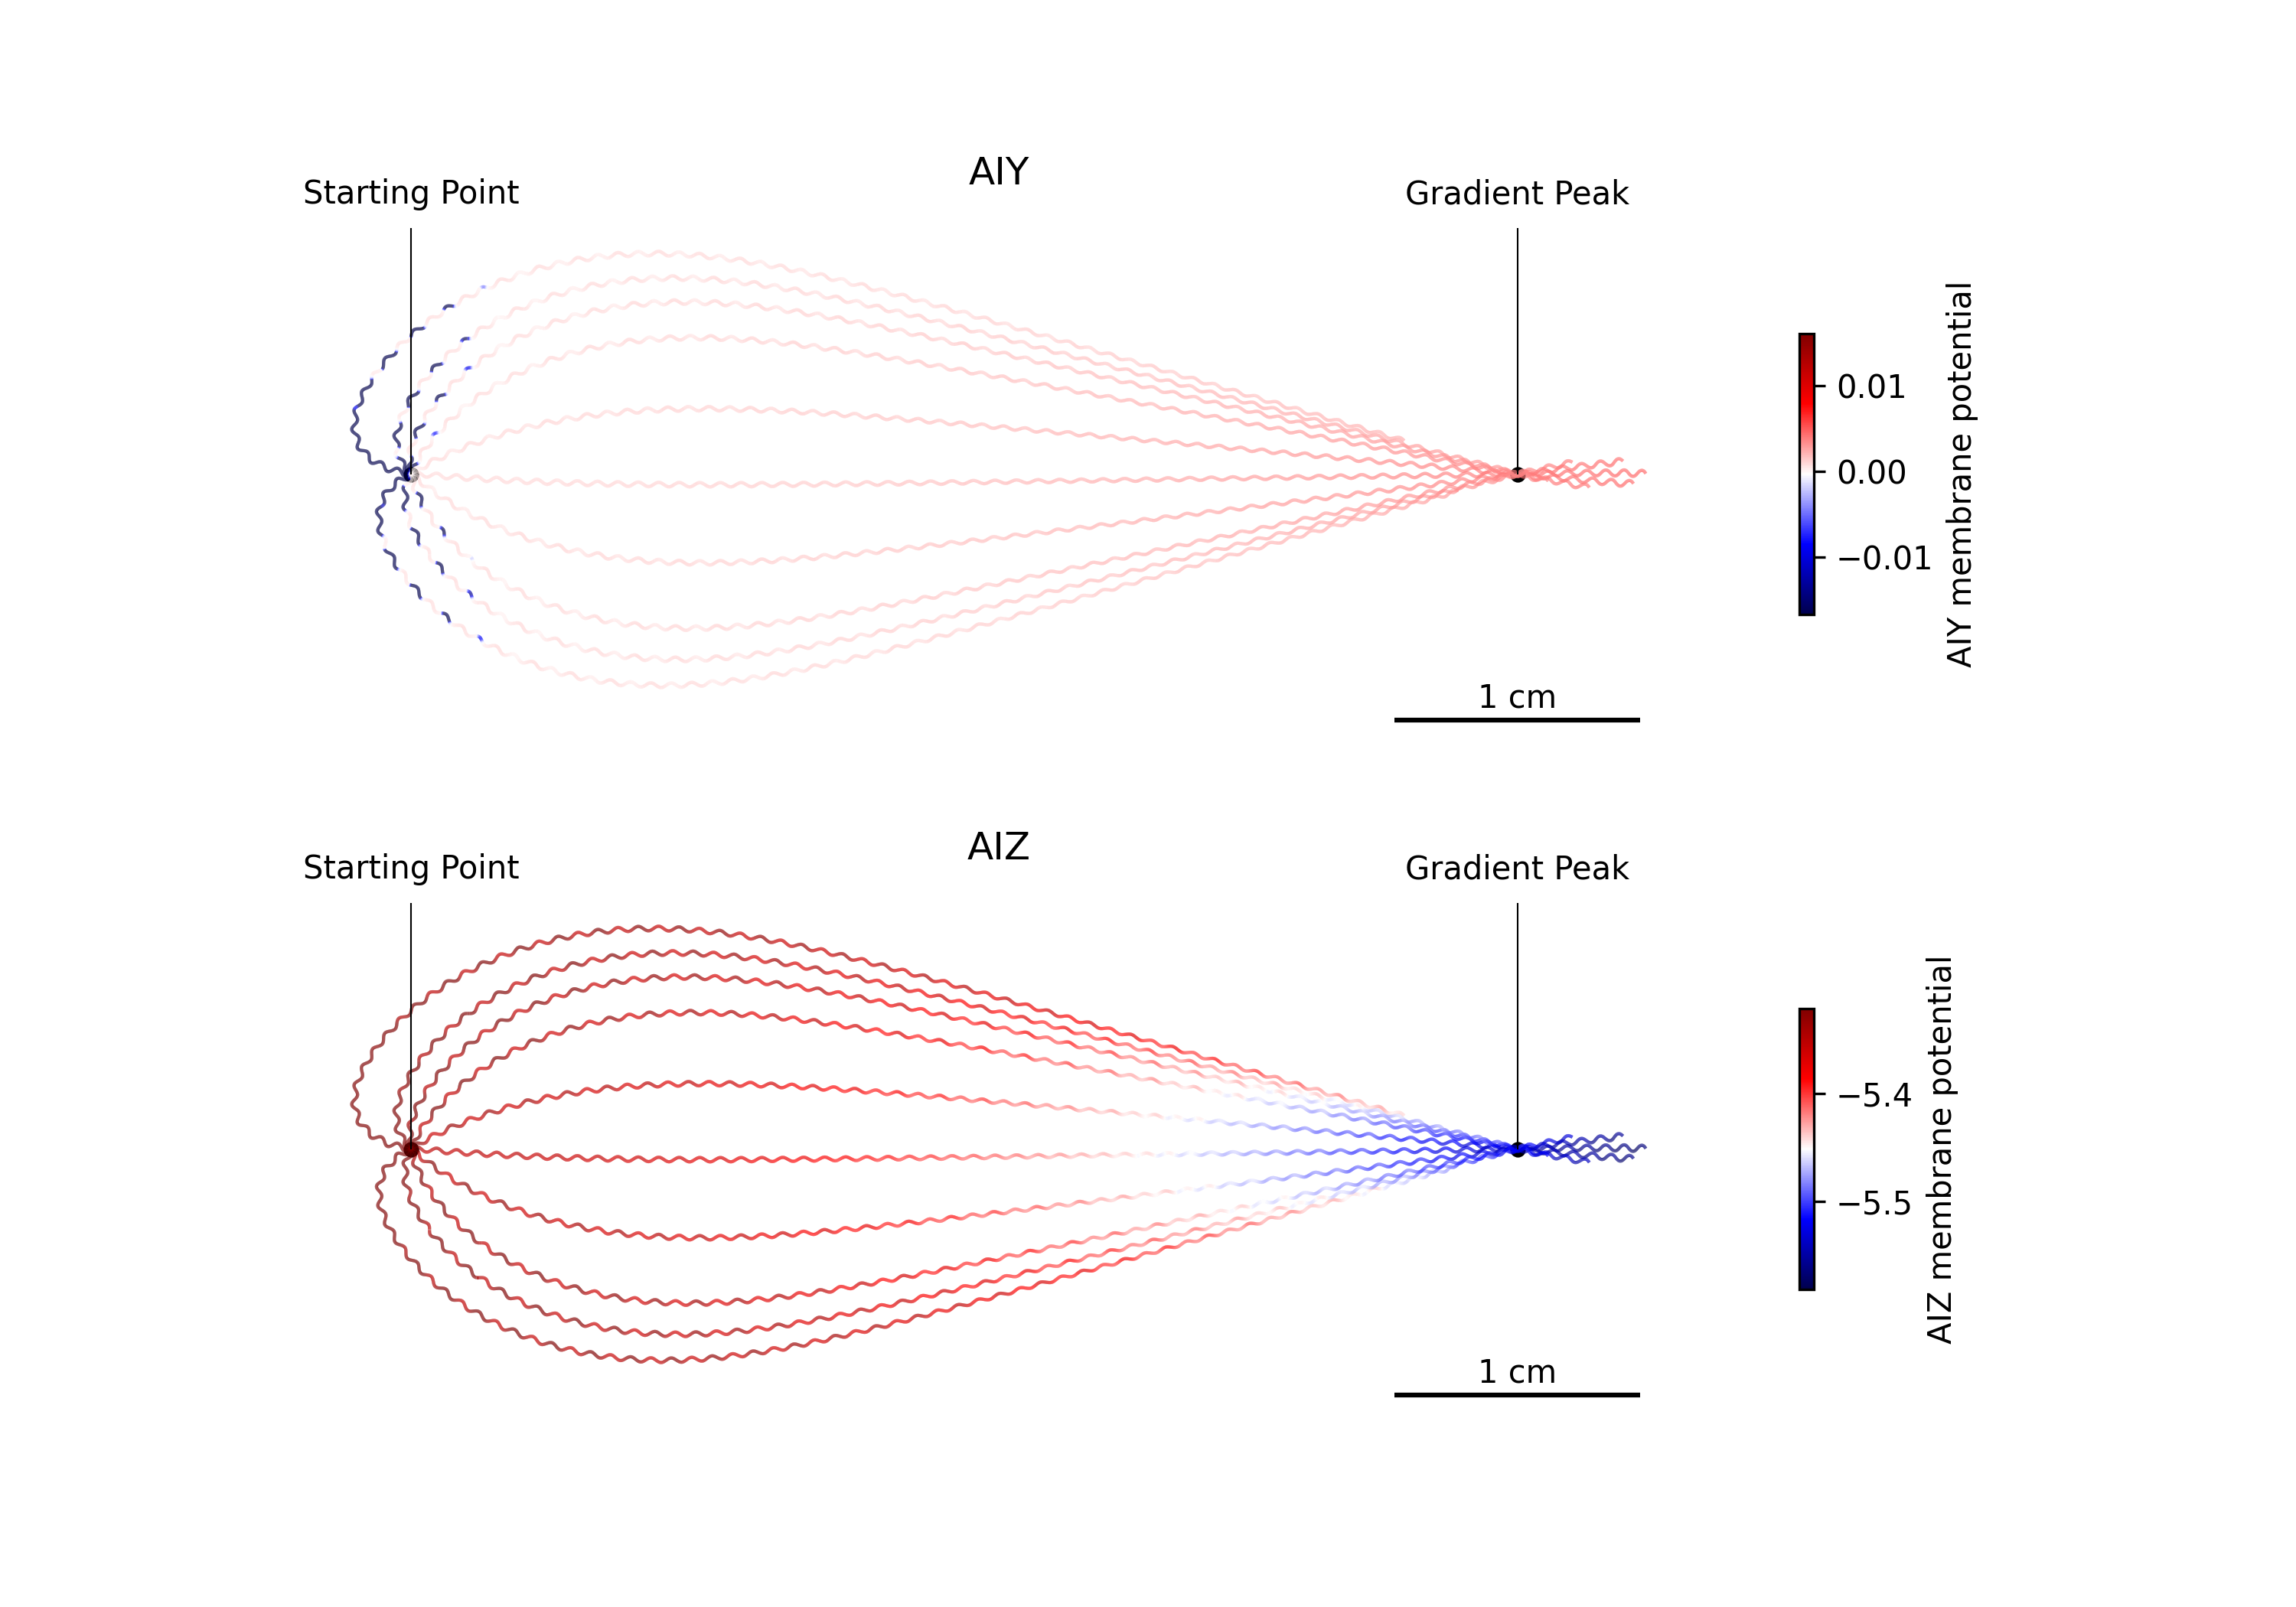 AIY
Starting Point
Gradient Peak
0.01
0.00
−0.01
AIY membrane potential
1 cm
AIZ
Starting Point
Gradient Peak
−5.4
−5.5
AIZ membrane potential
1 cm